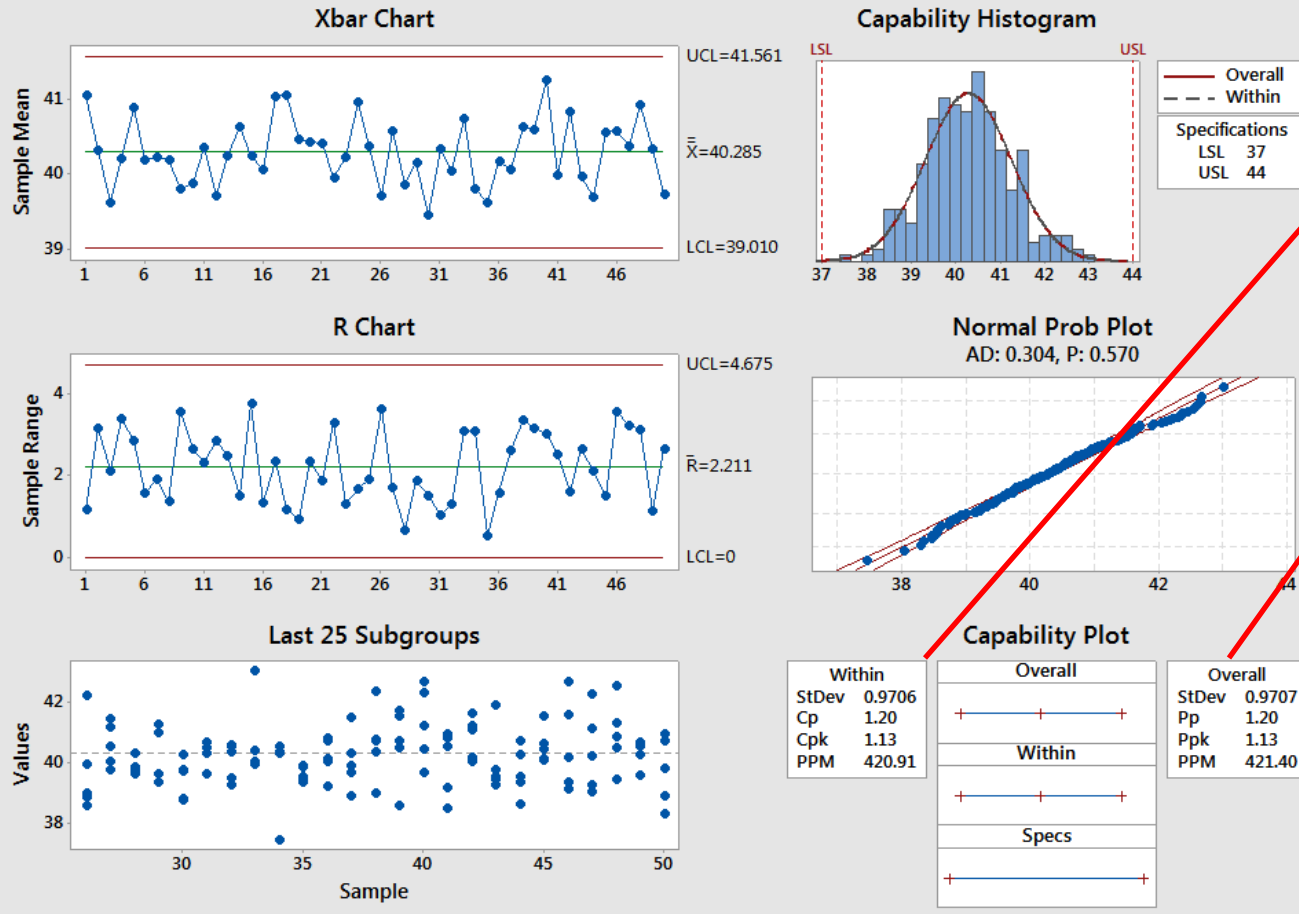 Xbar Chart
Sample Mean
41
40
39
UCL=41.561
X̿=40.285
LCL=39.010
1 6 11 16 21 26 31 36 41 46
R Chart
Sample Range
4
2
0
UCL=4.675
R̄=2.211
LCL=0
1 6 11 16 21 26 31 36 41 46
Last 25 Subgroups
Values
42
40
38
30 35 40 45 50
Sample
Capability Histogram
LSL USL
Overall
Within
Specifications
LSL 37
USL 44
37 38 39 40 41 42 43 44
Normal Prob Plot
AD: 0.304, P: 0.570
38 40 42 44
Capability Plot
Within
StDev 0.9706
Cp 1.20
Cpk 1.13
PPM 420.91
Overall
Within
Specs
Overall
StDev 0.9707
Pp 1.20
Ppk 1.13
PPM 421.40